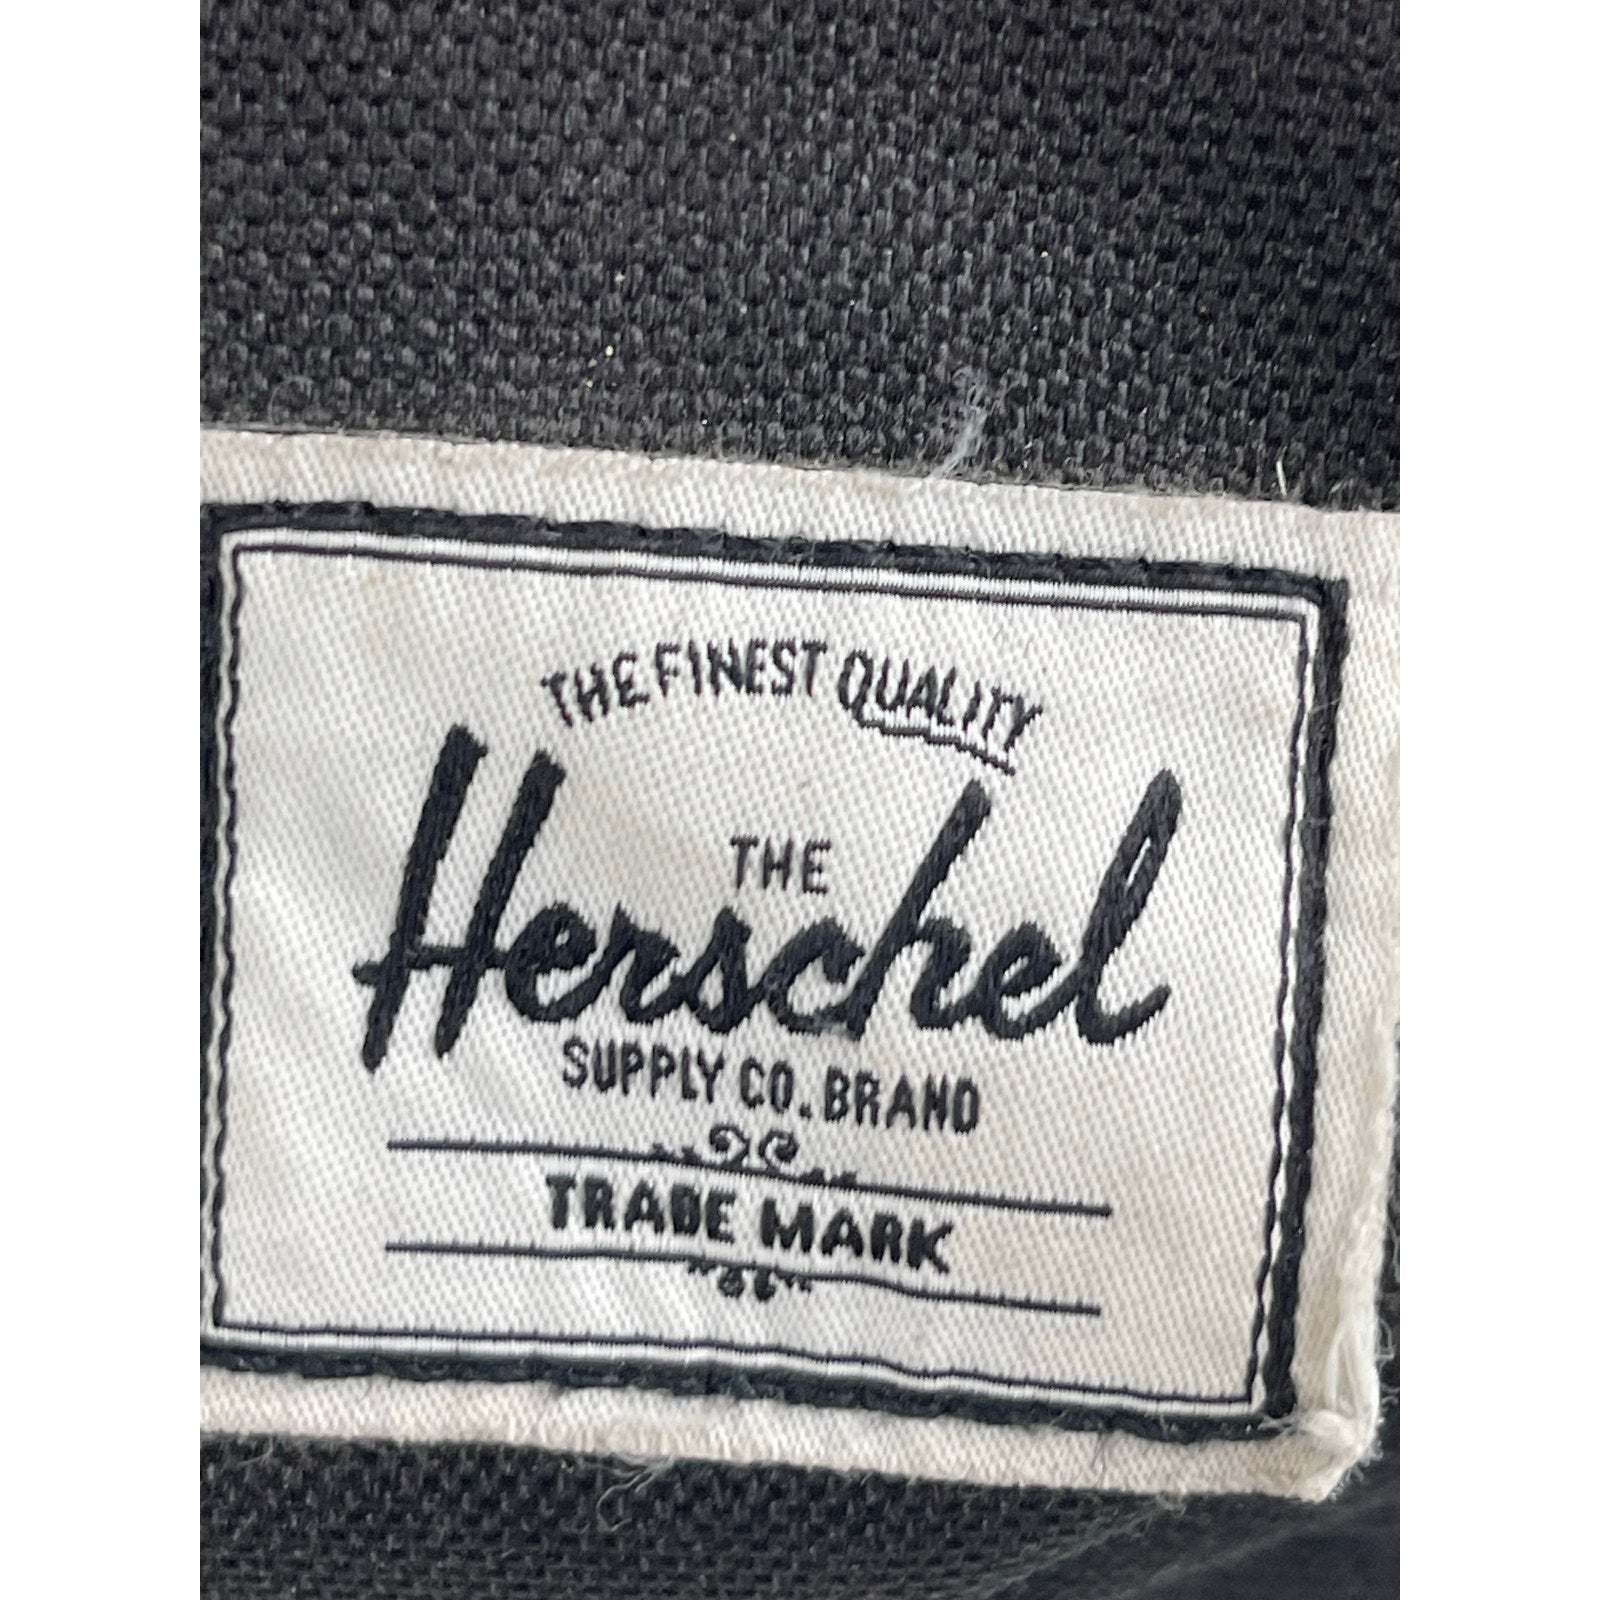 THE FINEST QUALITY
THE
Herschel
SUPPLY CO. BRAND
TRADE MARK